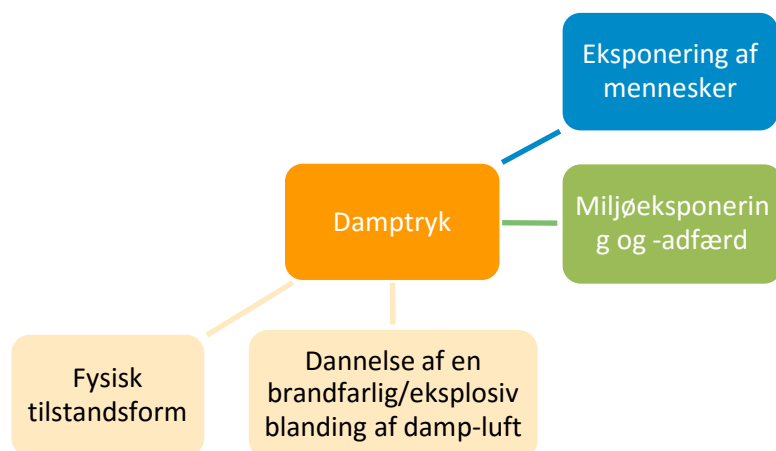 Eksponering af
mennesker
Damptryk
Miljøeksponerin
g og -adfærd
Fysisk
tilstandsform
Dannelse af en
brandfarlig/eksplosiv
blanding af damp-luft